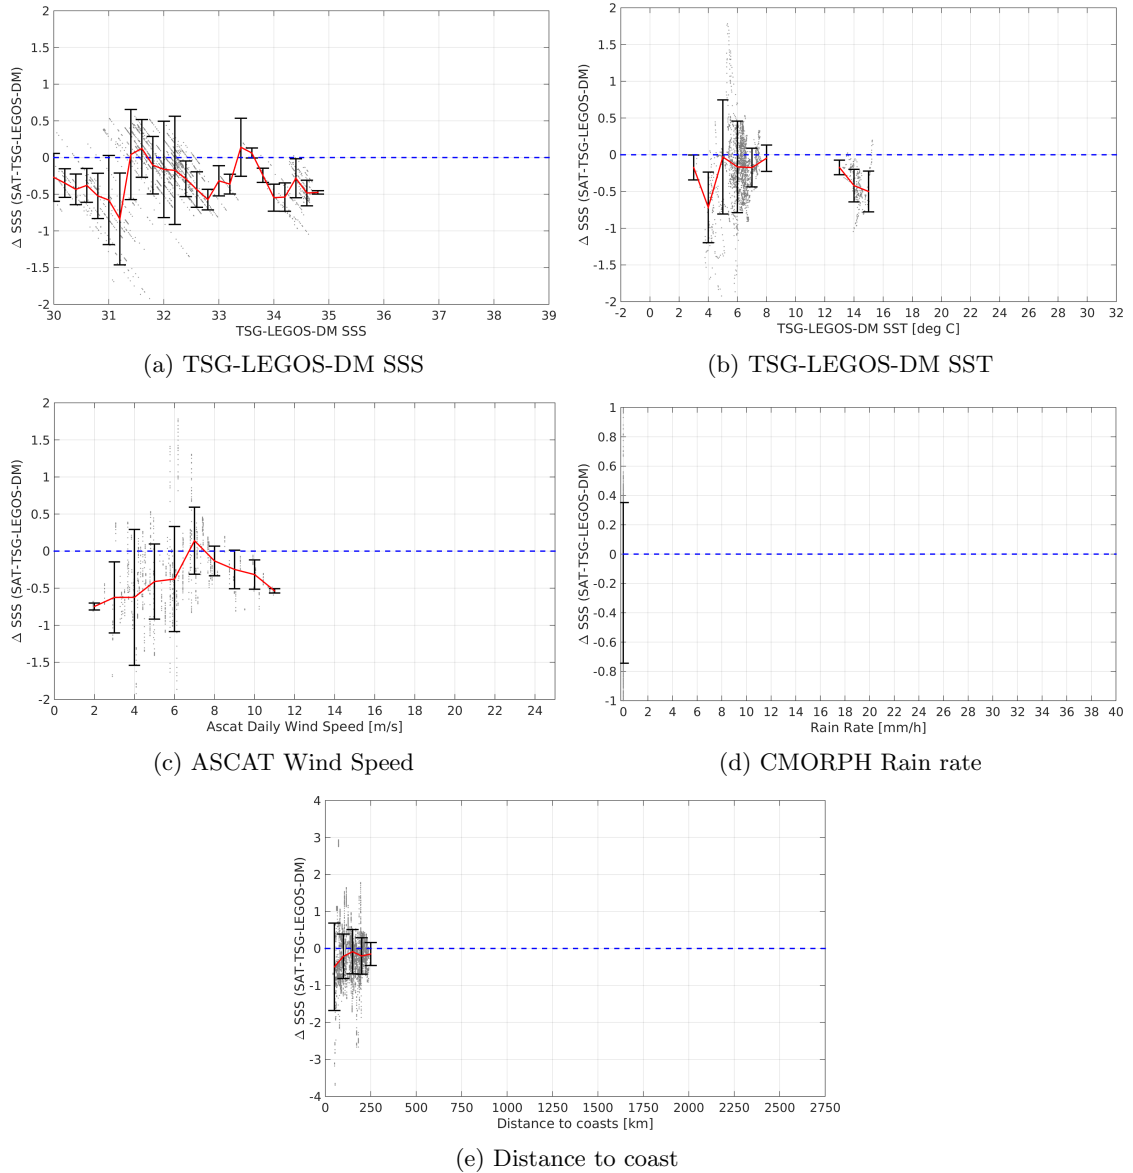 2
1.5
1
0.5
0
-0.5
-1
-1.5
-2
Δ SSS (SAT-TSG-LEGOS-DM)
30 31 32 33 34 35 36 37 38 39
TSG-LEGOS-DM SSS
(a) TSG-LEGOS-DM SSS
2
1.5
1
0.5
0
-0.5
-1
-1.5
-2
Δ SSS (SAT-TSG-LEGOS-DM)
-2 0 2 4 6 8 10 12 14 16 18 20 22 24 26 28 30 32
TSG-LEGOS-DM SST [deg C]
(b) TSG-LEGOS-DM SST
2
1.5
1
0.5
0
-0.5
-1
-1.5
-2
Δ SSS (SAT-TSG-LEGOS-DM)
0 2 4 6 8 10 12 14 16 18 20 22 24
Ascat Daily Wind Speed [m/s]
(c) ASCAT Wind Speed
1
0.8
0.6
0.4
0.2
0
-0.2
-0.4
-0.6
-0.8
-1
Δ SSS (SAT-TSG-LEGOS-DM)
0 2 4 6 8 10 12 14 16 18 20 22 24 26 28 30 32 34 36 38 40
Rain Rate [mm/h]
(d) CMORPH Rain rate
4
3
2
1
0
-1
-2
-3
-4
Δ SSS (SAT-TSG-LEGOS-DM)
0 250 500 750 1000 1250 1500 1750 2000 2250 2500 2750
Distance to coasts [km]
(e) Distance to coast